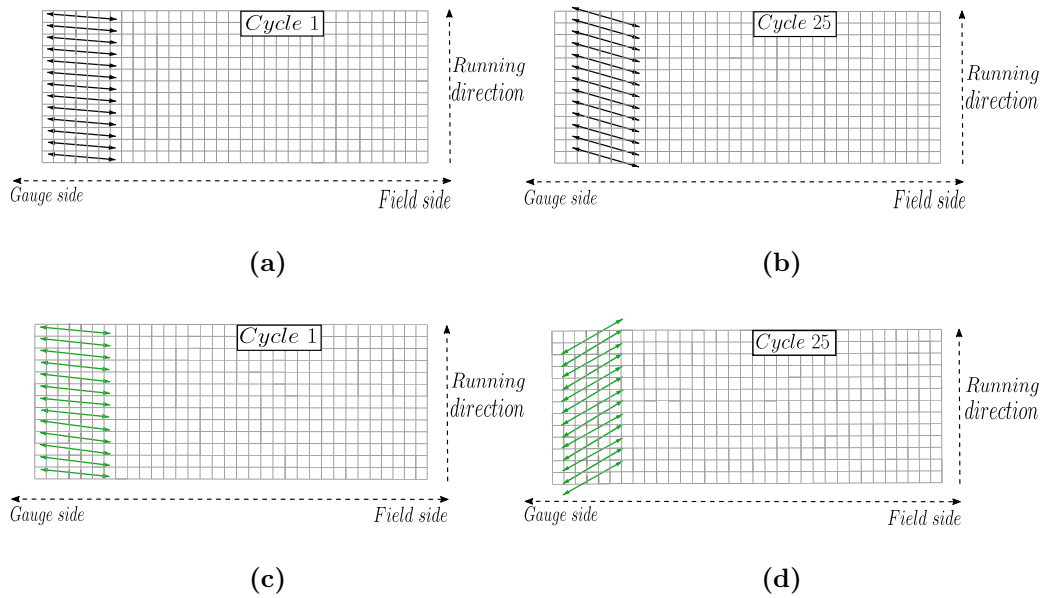 Cycle 1
Running
direction
Gauge side
Field side
(a)
Cycle 25
Running
direction
Gauge side
Field side
(b)
Cycle 1
Running
direction
Gauge side
Field side
(c)
Cycle 25
Running
direction
Gauge side
Field side
(d)